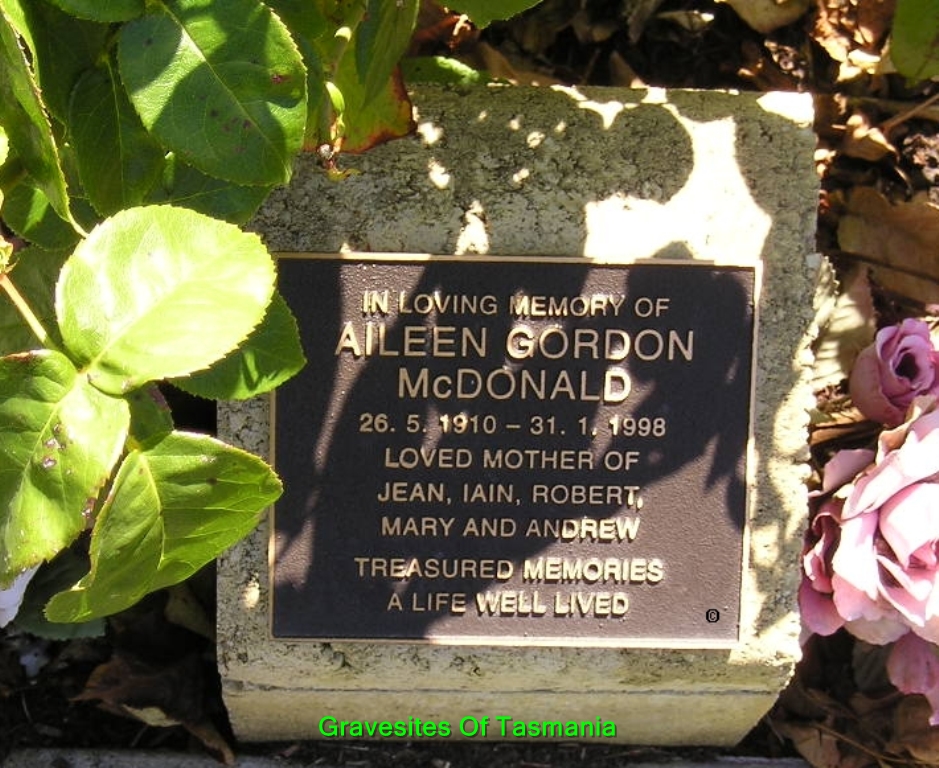 IN LOVING MEMORY OF
AILEEN GORDON
McDONALD
26. 5. 1910 – 31. 1. 1998
LOVED MOTHER OF
JEAN, IAIN, ROBERT,
MARY AND ANDREW
TREASURED MEMORIES
A LIFE WELL LIVED
©
Gravesites Of Tasmania